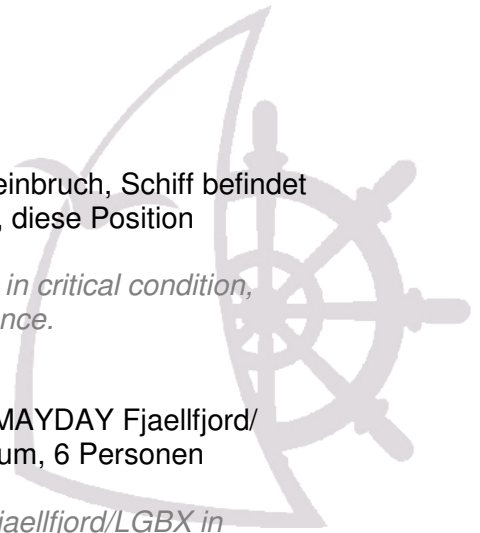 einbruch, Schiff befindet
, diese Position
in critical condition,
nce.
MAYDAY Fjaellfjord/
um, 6 Personen
jaellfjord/LGBX in